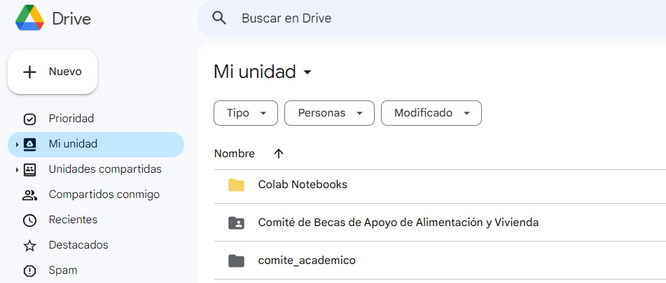 Drive
Buscar en Drive
Nuevo
Mi unidad
Tipo
Personas
Modificado
Nombre
Prioridad
Mi unidad
Unidades compartidas
Compartidos conmigo
Recientes
Destacados
Spam
Colab Notebooks
Comité de Becas de Apoyo de Alimentación y Vivienda
comite_academico